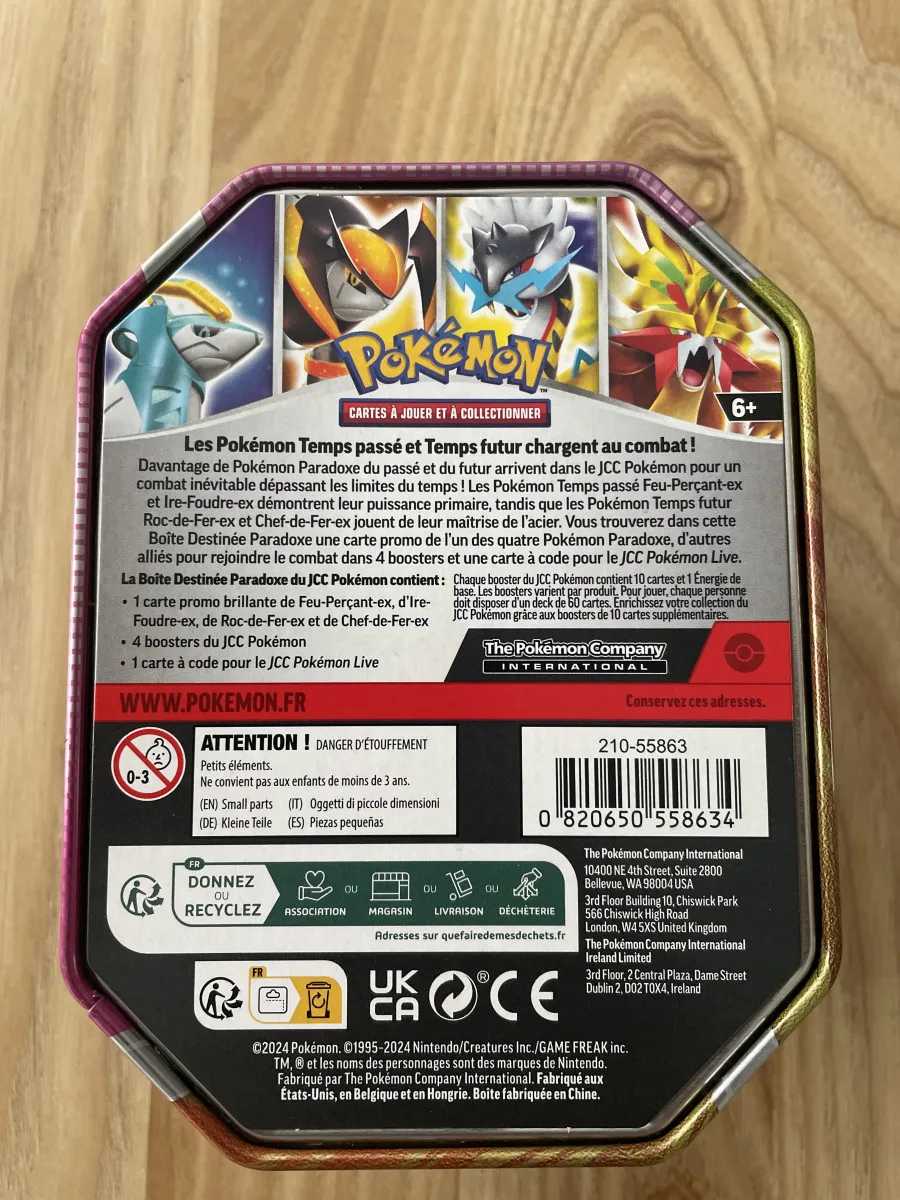 POKéMON
™
CARTES À JOUER ET À COLLECTIONNER
6+
Les Pokémon Temps passé et Temps futur chargent au combat !
Davantage de Pokémon Paradoxe du passé et du futur arrivent dans le JCC Pokémon pour un
combat inévitable dépassant les limites du temps ! Les Pokémon Temps passé Feu-Perçant-ex
et Ire-Foudre-ex démontrent leur puissance primaire, tandis que les Pokémon Temps futur
Roc-de-Fer-ex et Chef-de-Fer-ex jouent de leur maîtrise de l'acier. Vous trouverez dans cette
Boîte Destinée Paradoxe une carte promo de l'un des quatre Pokémon Paradoxe, d'autres
alliés pour rejoindre le combat dans 4 boosters et une carte à code pour le JCC Pokémon Live.
La Boîte Destinée Paradoxe du JCC Pokémon contient :
• 1 carte promo brillante de Feu-Perçant-ex, d'Ire-
Foudre-ex, de Roc-de-Fer-ex et de Chef-de-Fer-ex
• 4 boosters du JCC Pokémon
• 1 carte à code pour le JCC Pokémon Live
Chaque booster du JCC Pokémon contient 10 cartes et 1 Énergie de
base. Les boosters varient par produit. Pour jouer, chaque personne
doit disposer d'un deck de 60 cartes. Enrichissez votre collection du
JCC Pokémon grâce aux boosters de 10 cartes supplémentaires.
The Pokémon Company
INTERNATIONAL
WWW.POKEMON.FR
Conservez ces adresses.
0-3
ATTENTION ! DANGER D'ÉTOUFFEMENT
Petits éléments.
Ne convient pas aux enfants de moins de 3 ans.
(EN) Small parts (IT) Oggetti di piccole dimensioni
(DE) Kleine Teile (ES) Piezas pequeñas
210-55863
0 820650 558634
FR
DONNEZ
OU
RECYCLEZ
ASSOCIATION
OU
MAGASIN
OU
LIVRAISON
OU
DÉCHÈTERIE
Adresses sur quefairedemesdechets.fr
The Pokémon Company International
10400 NE 4th Street, Suite 2800
Bellevue, WA 98004 USA
3rd Floor Building 10, Chiswick Park
566 Chiswick High Road
London, W4 5XS United Kingdom
The Pokémon Company International
Ireland Limited
3rd Floor, 2 Central Plaza, Dame Street
Dublin 2, D02 T0X4, Ireland
FR
UK
CA
®
CE
©2024 Pokémon. ©1995-2024 Nintendo/Creatures Inc./GAME FREAK inc.
TM, ® et les noms des personnages sont des marques de Nintendo.
Fabriqué par The Pokémon Company International. Fabriqué aux
États-Unis, en Belgique et en Hongrie. Boite fabriquée en Chine.